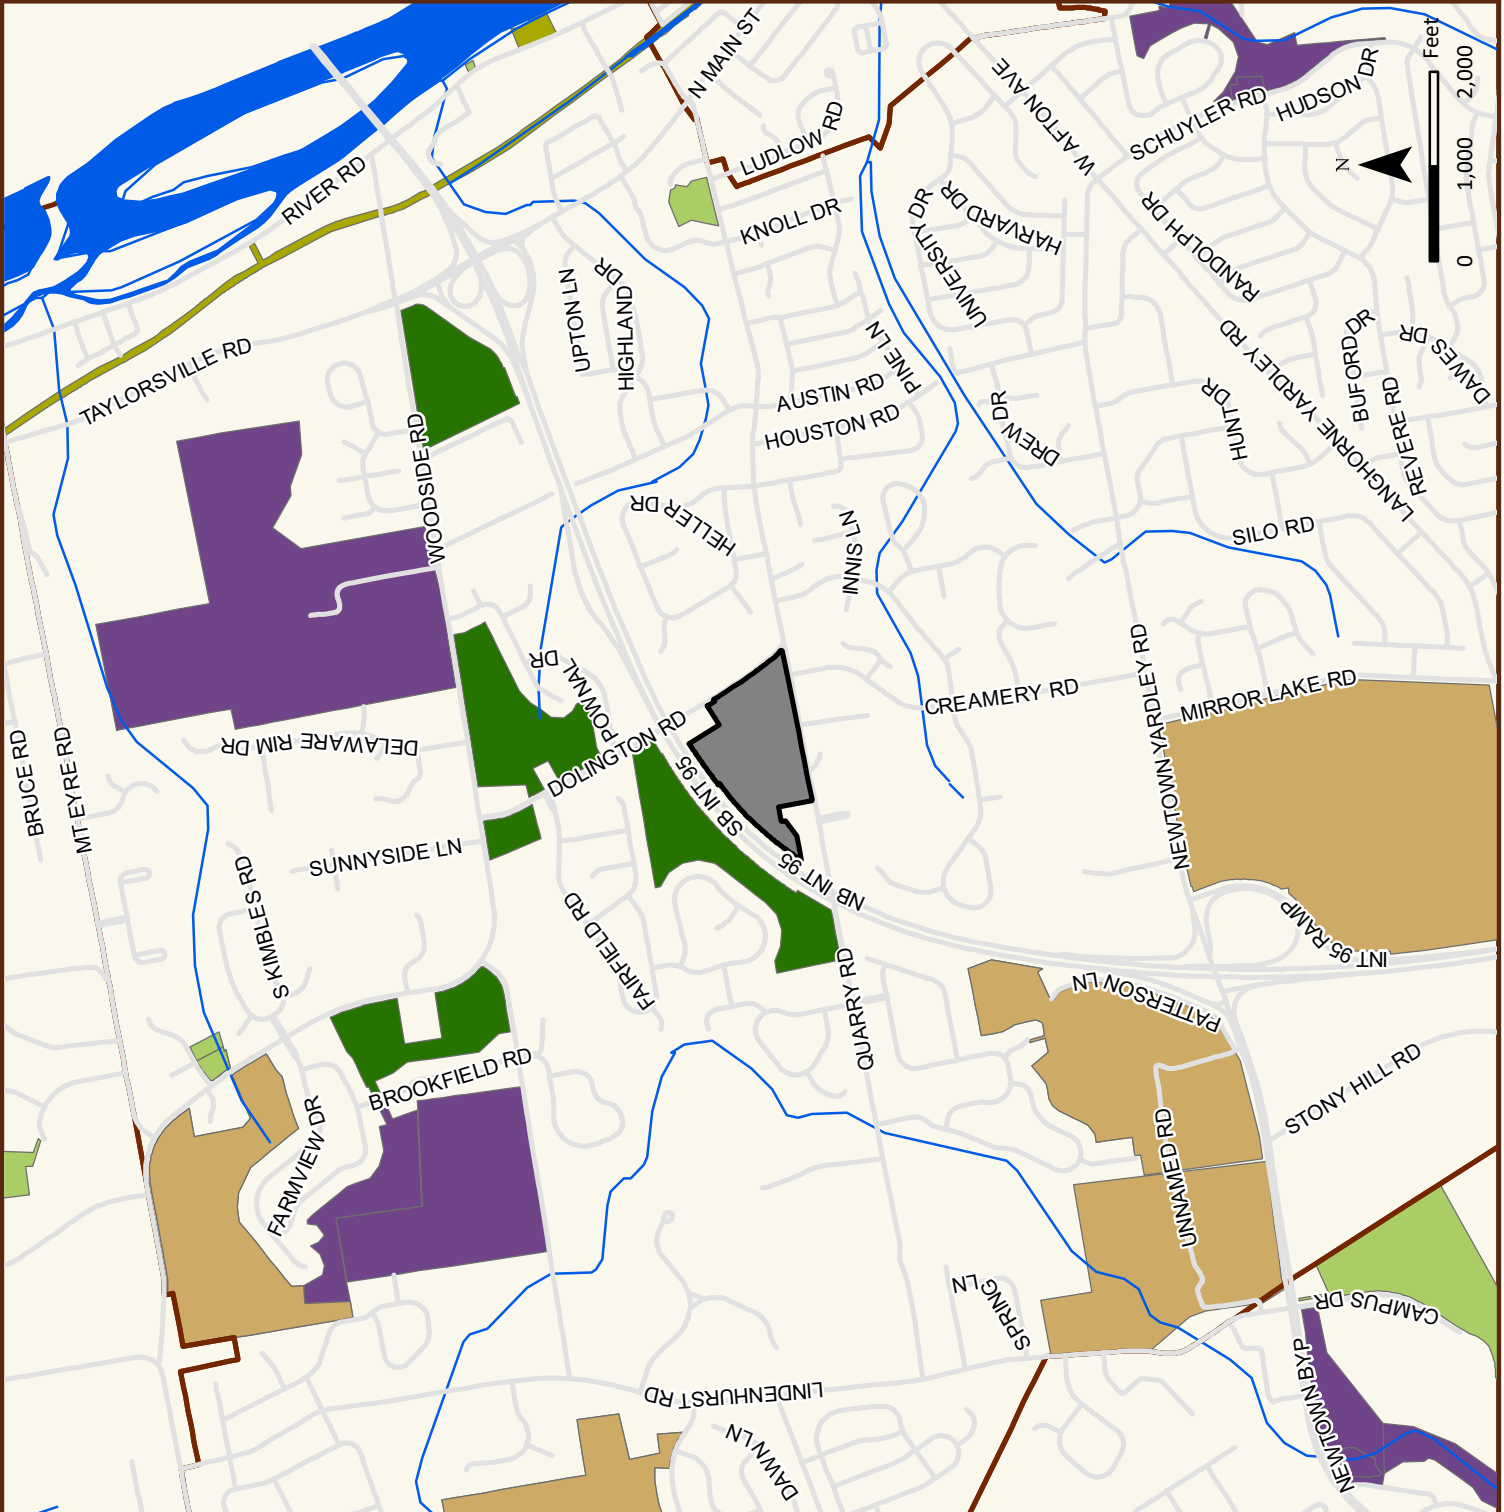 N MAIN ST
Feet
2,000
1,000
0
N
W AFTON AVE
SCHUYLER RD
HUDSON DR
LUDLOW RD
RIVER RD
KNOLL DR
UNIVERSITY DR
HARVARD DR
RANDOLPH DR
UPTON LN
HIGHLAND DR
TAYLORSVILLE RD
PINE LN
AUSTIN RD
HOUSTON RD
DREW DR
LANGHORNE YARDLEY RD
BUFORD DR
DAWES DR
HUNT DR
REVERE RD
WOODSIDE RD
HELLER DR
INNIS LN
SILO RD
POWNAL DR
DOLINGTON RD
CREAMERY RD
NEWTOWN YARDLEY RD
MIRROR LAKE RD
DELAWARE RIM DR
BRUCE RD
MT EYRE RD
SB INT 95
NB INT 95
SUNNYSIDE LN
S KIMBLES RD
FAIRFIELD RD
INT 95 RAMP
QUARRY RD
PATTERSON LN
BROOKFIELD RD
FARMVIEW DR
UNNAMED RD
STONY HILL RD
SPRING LN
CAMPUS DR
LINDENHURST RD
DAWN LN
NEWTOWN BYP